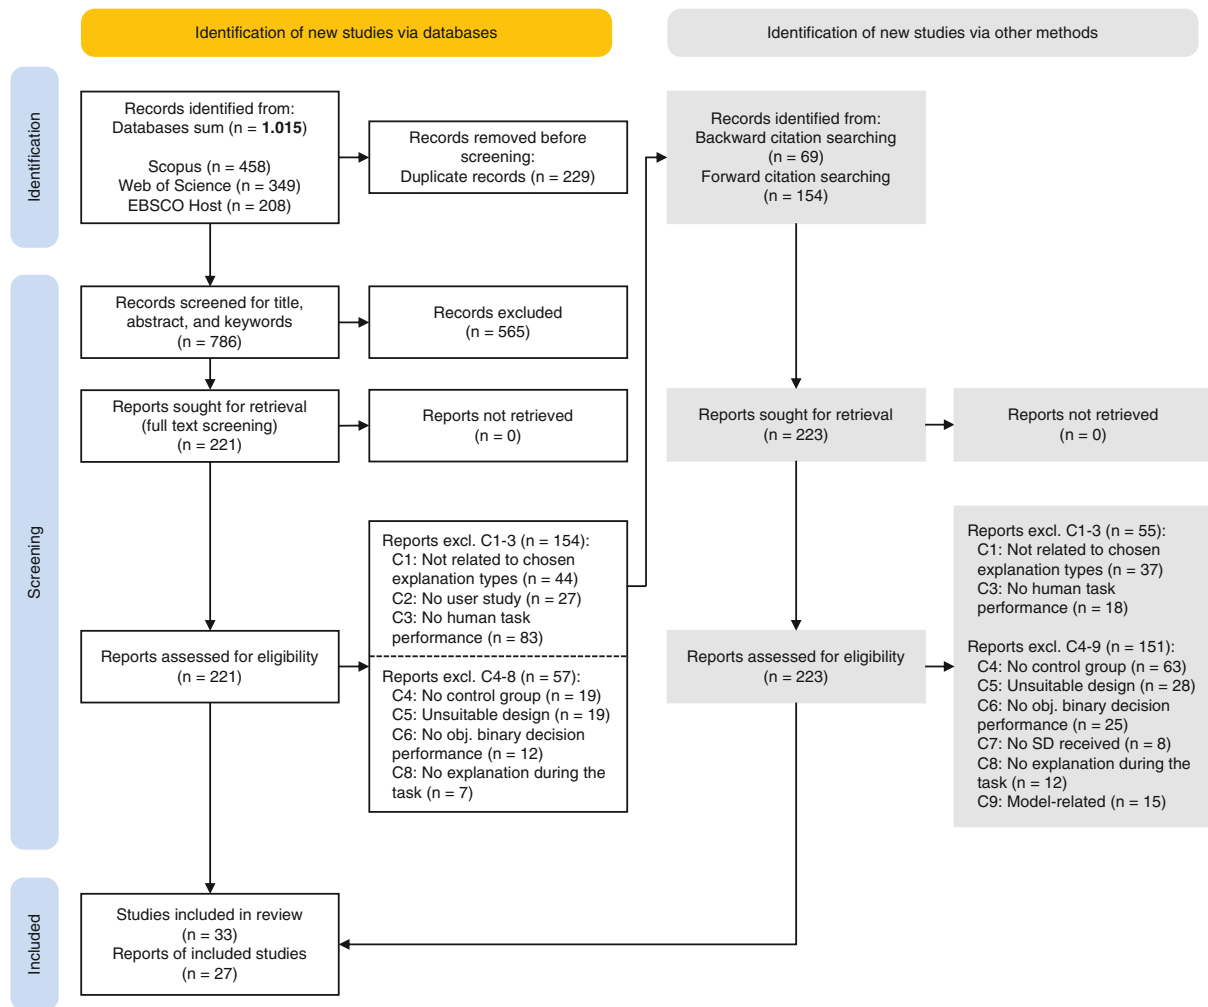 Identification of new studies via databases
Identification of new studies via other methods
Identification
Records identified from:
Databases sum (n = 1.015)
Scopus (n = 458)
Web of Science (n = 349)
EBSCO Host (n = 208)
Records removed before
screening:
Duplicate records (n = 229)
Records identified from:
Backward citation searching
(n = 69)
Forward citation searching
(n = 154)
Screening
Records screened for title,
abstract, and keywords
(n = 786)
Records excluded
(n = 565)
Reports sought for retrieval
(full text screening)
(n = 221)
Reports not retrieved
(n = 0)
Reports sought for retrieval
(n = 223)
Reports not retrieved
(n = 0)
Reports assessed for eligibility
(n = 221)
Reports excl. C1-3 (n = 154):
C1: Not related to chosen
explanation types (n = 44)
C2: No user study (n = 27)
C3: No human task
performance (n = 83)
Reports excl. C4-8 (n = 57):
C4: No control group (n = 19)
C5: Unsuitable design (n = 19)
C6: No obj. binary decision
performance (n = 12)
C8: No explanation during the
task (n = 7)
Reports assessed for eligibility
(n = 223)
Reports excl. C1-3 (n = 55):
C1: Not related to chosen
explanation types (n = 37)
C3: No human task
performance (n = 18)
Reports excl. C4-9 (n = 151):
C4: No control group (n = 63)
C5: Unsuitable design (n = 28)
C6: No obj. binary decision
performance (n = 25)
C7: No SD received (n = 8)
C8: No explanation during the
task (n = 12)
C9: Model-related (n = 15)
Included
Studies included in review
(n = 33)
Reports of included studies
(n = 27)